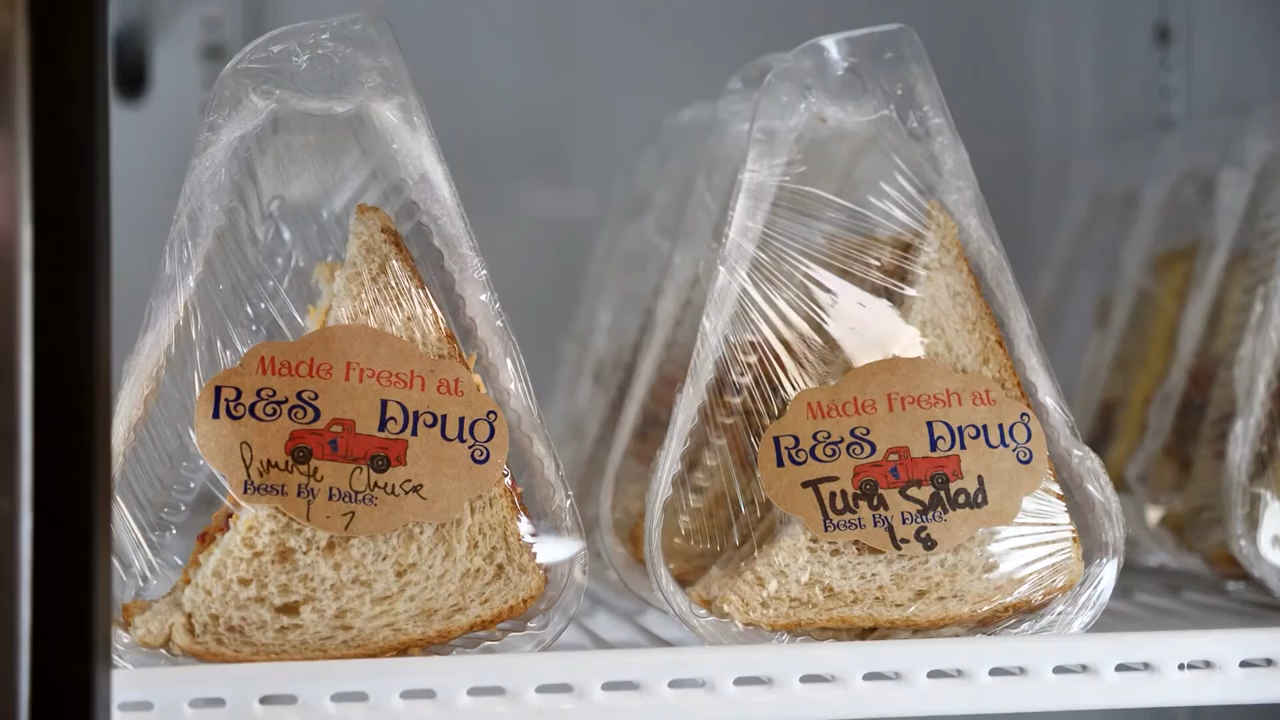 Made Fresh at
R&S Drug
Pimente Cheese
Best By Date:
1-7
Made Fresh at
R&S Drug
Tuna Salad
Best By Date:
1-8